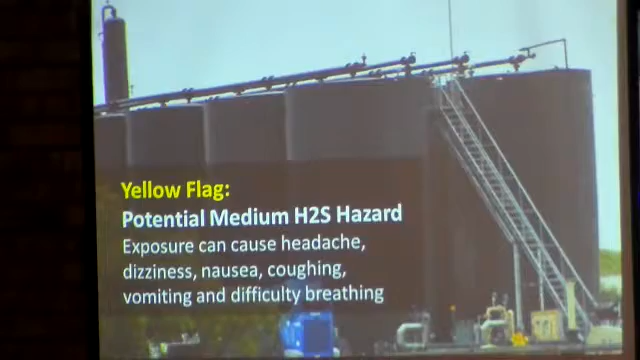 Yellow Flag:
Potential Medium H2S Hazard
Exposure can cause headache,
dizziness, nausea, coughing,
vomiting and difficulty breathing